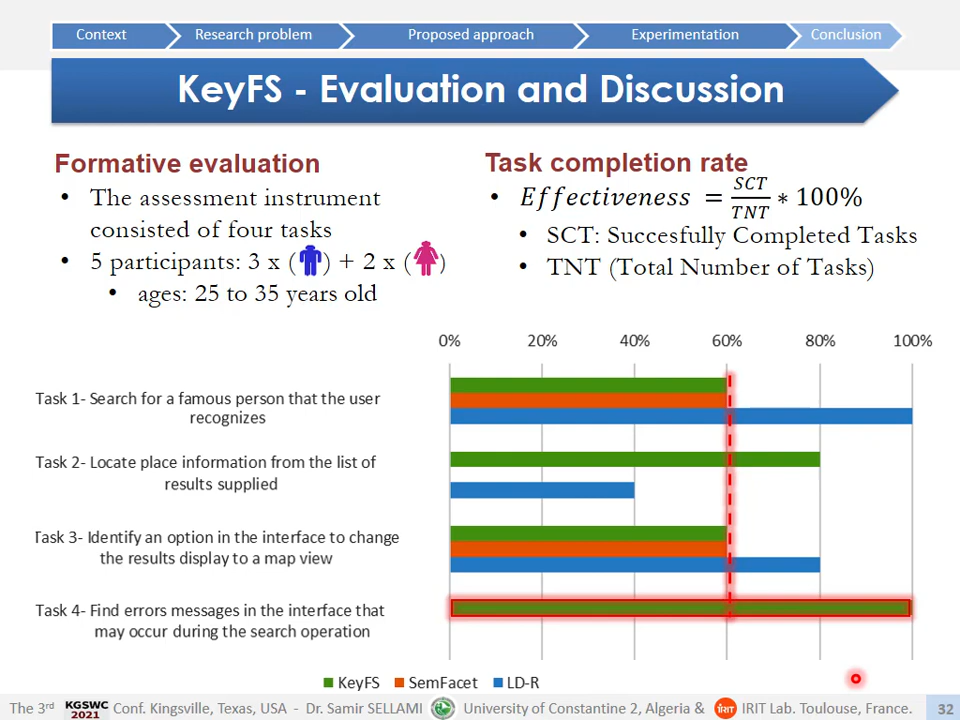 Context Research problem Proposed approach Experimentation Conclusion
KeyFS - Evaluation and Discussion
Formative evaluation
• The assessment instrument
consisted of four tasks
• 5 participants: 3 x ( ) + 2 x ( )
• ages: 25 to 35 years old
Task completion rate
• Effectiveness = SCT/TNT * 100%
• SCT: Succesfully Completed Tasks
• TNT (Total Number of Tasks)
0% 20% 40% 60% 80% 100%
Task 1- Search for a famous person that the user
recognizes
Task 2- Locate place information from the list of
results supplied
Task 3- Identify an option in the interface to change
the results display to a map view
Task 4- Find errors messages in the interface that
may occur during the search operation
KeyFS SemFacet LD-R
The 3rd KGSWC 2021 Conf. Kingsville, Texas, USA - Dr. Samir SELLAMI University of Constantine 2, Algeria & IRIT IRIT Lab. Toulouse, France. 32